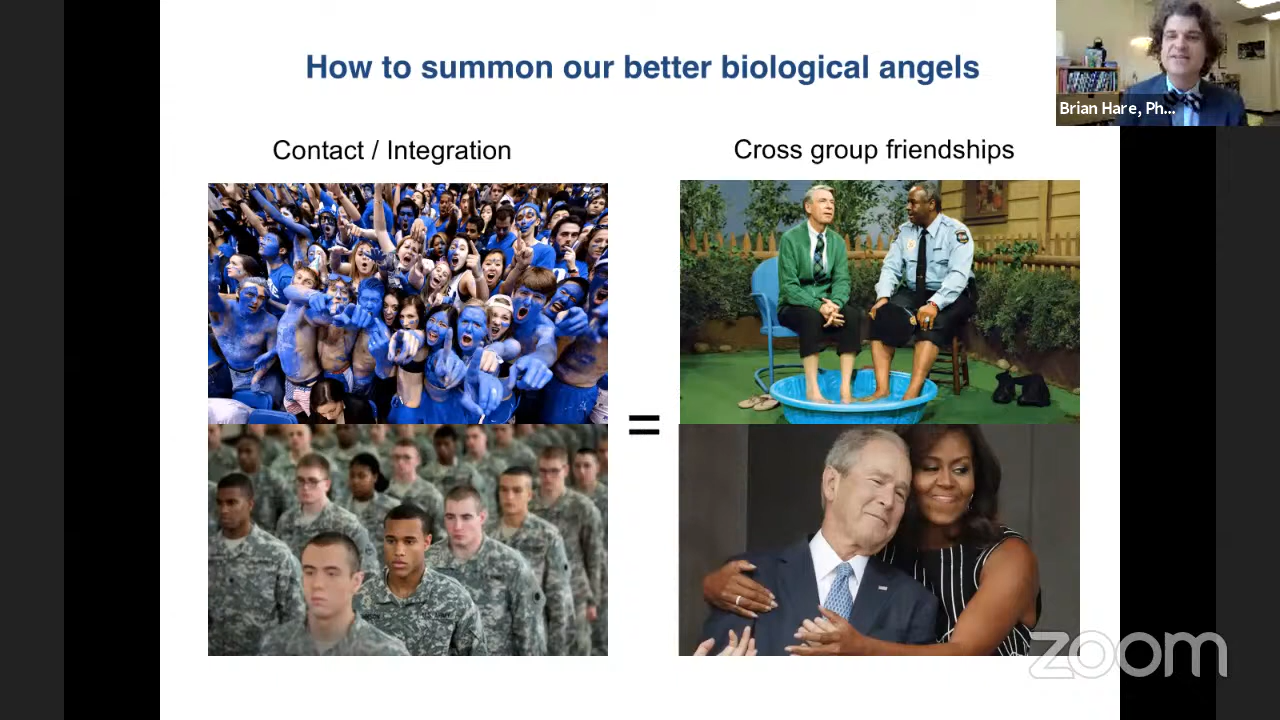 How to summon our better biological angels
Brian Hare, Ph...
Contact / Integration
Cross group friendships
=
zoom